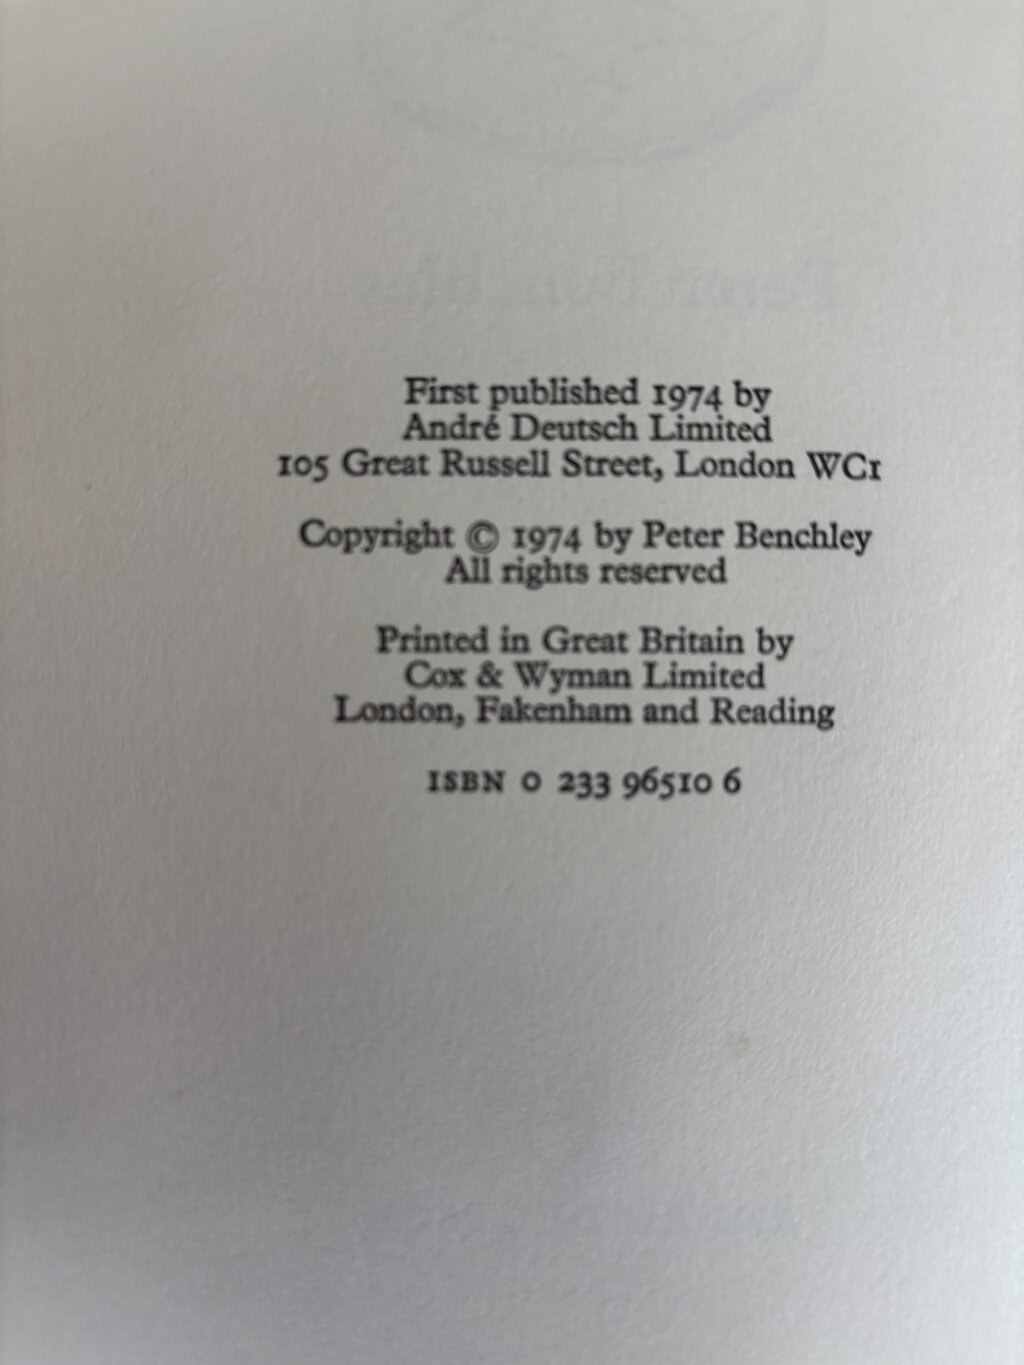 First published 1974 by
André Deutsch Limited
105 Great Russell Street, London WC1
Copyright © 1974 by Peter Benchley
All rights reserved
Printed in Great Britain by
Cox & Wyman Limited
London, Fakenham and Reading
ISBN 0 233 96510 6